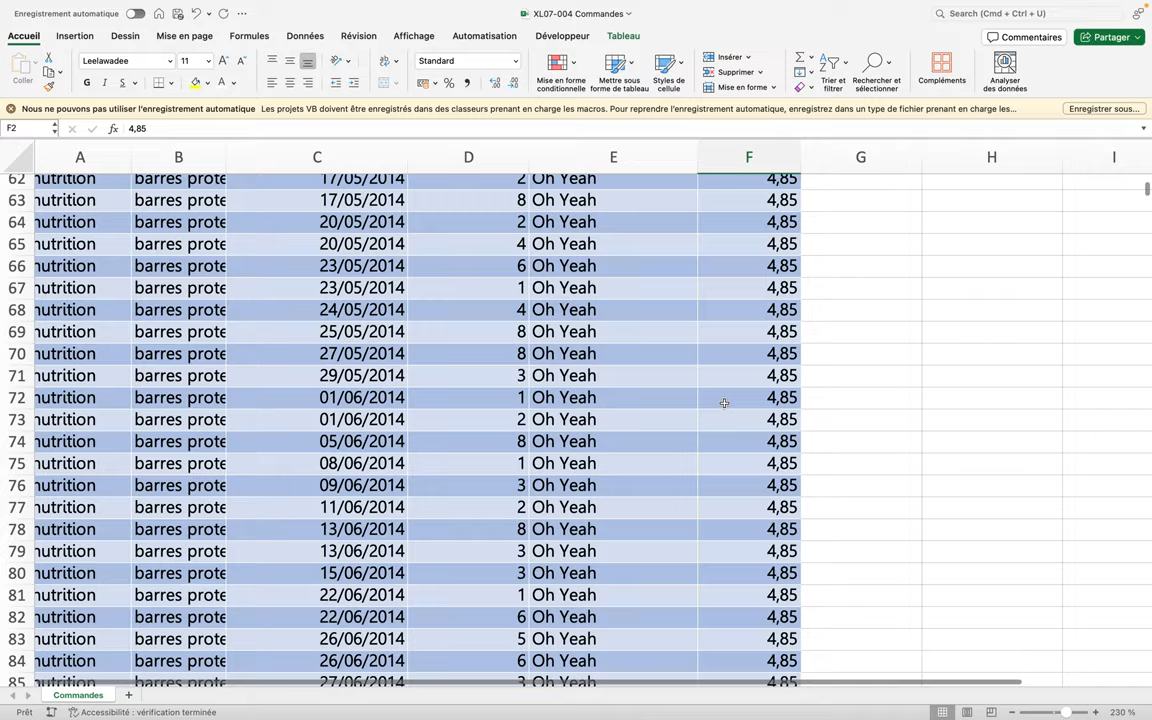 Enregistrement automatique XL07-004 Commandes Search (Cmd + Ctrl + U)
Accueil Insertion Dessin Mise en page Formules Données Révision Affichage Automatisation Développeur Tableau Commentaires Partager
Coller Leelawadee 11 Standard
G I S
Mise en forme conditionnelle
Mettre sous forme de tableau
Styles de cellule
Insérer
Supprimer
Mise en forme
Trier et filtrer
Rechercher et sélectionner
Compléments
Analyser des données
Nous ne pouvons pas utiliser l'enregistrement automatique Les projets VB doivent être enregistrés dans des classeurs prenant en charge les macros. Pour reprendre l'enregistrement automatique, enregistrez dans un type de fichier prenant en charge les... Enregistrer sous...
F2 fx 4,85
A B C D E F G H I
62 nutrition barres prote 17/05/2014 2 Oh Yeah 4,85
63 nutrition barres prote 17/05/2014 8 Oh Yeah 4,85
64 nutrition barres prote 20/05/2014 2 Oh Yeah 4,85
65 nutrition barres prote 20/05/2014 4 Oh Yeah 4,85
66 nutrition barres prote 23/05/2014 6 Oh Yeah 4,85
67 nutrition barres prote 23/05/2014 1 Oh Yeah 4,85
68 nutrition barres prote 24/05/2014 4 Oh Yeah 4,85
69 nutrition barres prote 25/05/2014 8 Oh Yeah 4,85
70 nutrition barres prote 27/05/2014 8 Oh Yeah 4,85
71 nutrition barres prote 29/05/2014 3 Oh Yeah 4,85
72 nutrition barres prote 01/06/2014 1 Oh Yeah 4,85
73 nutrition barres prote 01/06/2014 2 Oh Yeah 4,85
74 nutrition barres prote 05/06/2014 8 Oh Yeah 4,85
75 nutrition barres prote 08/06/2014 1 Oh Yeah 4,85
76 nutrition barres prote 09/06/2014 3 Oh Yeah 4,85
77 nutrition barres prote 11/06/2014 2 Oh Yeah 4,85
78 nutrition barres prote 13/06/2014 8 Oh Yeah 4,85
79 nutrition barres prote 13/06/2014 3 Oh Yeah 4,85
80 nutrition barres prote 15/06/2014 3 Oh Yeah 4,85
81 nutrition barres prote 22/06/2014 1 Oh Yeah 4,85
82 nutrition barres prote 22/06/2014 6 Oh Yeah 4,85
83 nutrition barres prote 26/06/2014 5 Oh Yeah 4,85
84 nutrition barres prote 26/06/2014 6 Oh Yeah 4,85
85 nutrition barres prote 27/06/2014 3 Oh Yeah 4,85
Commandes
Prêt Accessibilité : vérification terminée 230 %